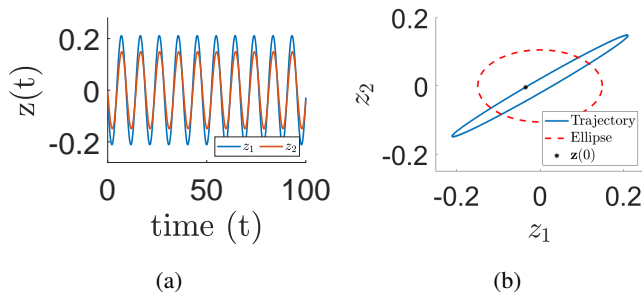 z(t)
0.2
0
-0.2
z₁ z₂
0 50 100
time (t)
(a)
z₂
0.2
0
-0.2
Trajectory
Ellipse
z(0)
-0.2 0 0.2
z₁
(b)